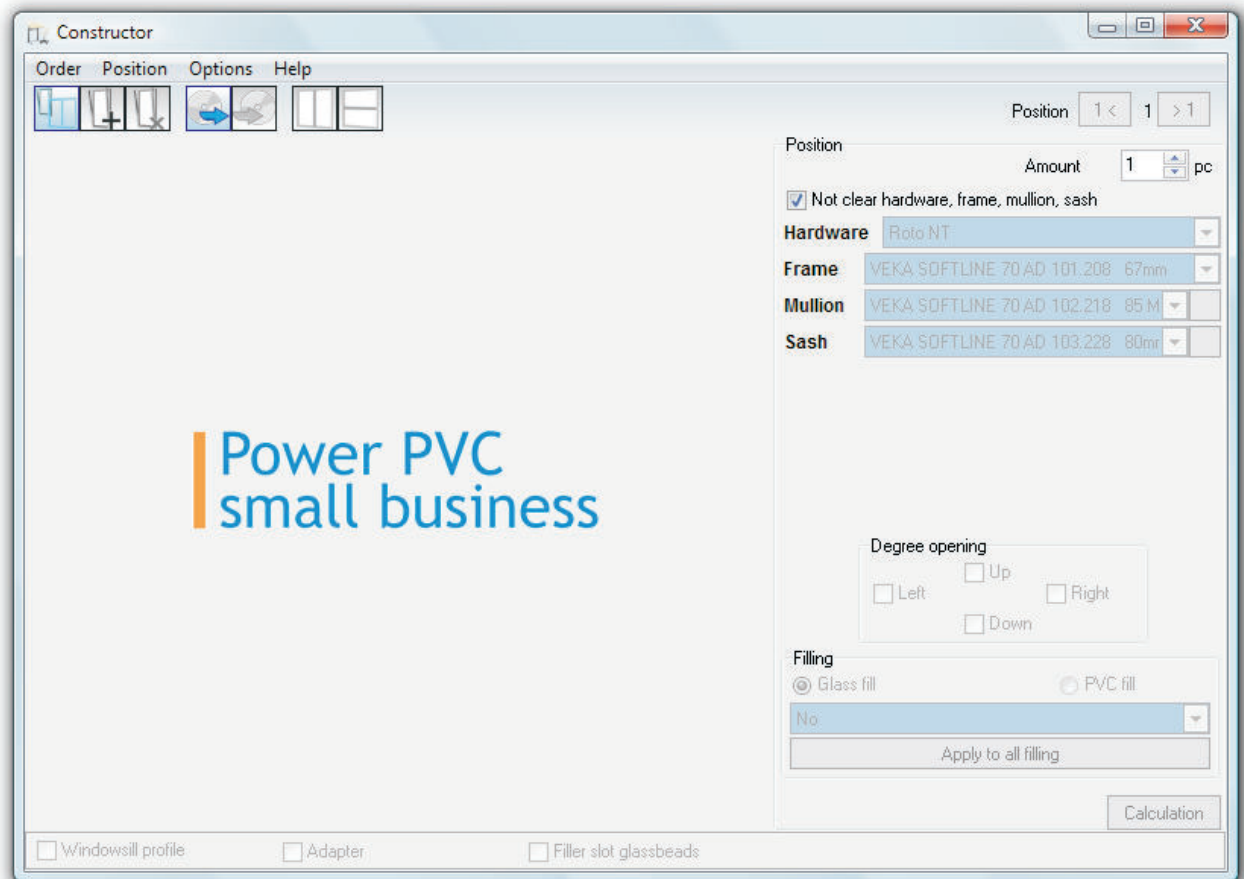 Constructor
Order Position Options Help
Position 1 < 1 > 1
Position
Amount 1 pc
Not clear hardware, frame, mullion, sash
Hardware Roto NT
Frame VEKA SOFTLINE 70 AD 101.208 67mm
Mullion VEKA SOFTLINE 70 AD 102.218 85 M
Sash VEKA SOFTLINE 70 AD 103.228 80mr
Power PVC
small business
Degree opening
Up
Left Right
Down
Filling
Glass fill PVC fill
No
Apply to all filling
Calculation
Windowsill profile Adapter Filler slot glassbeads